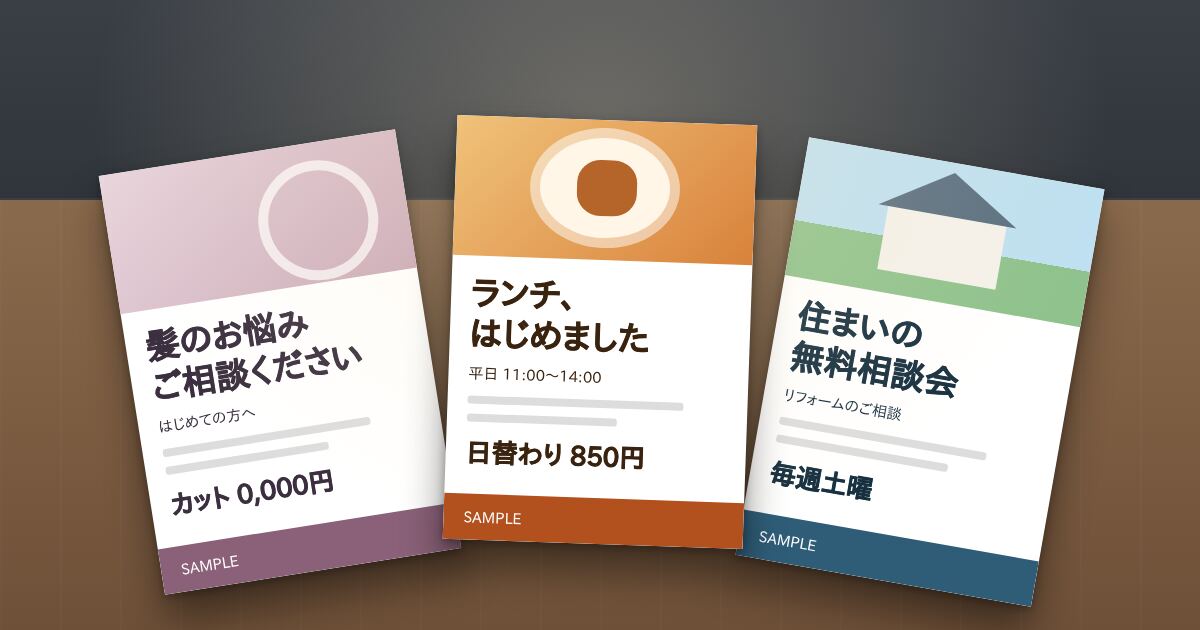 髪のお悩み
ご相談ください
はじめての方へ
カット 0,000円
SAMPLE
ランチ、
はじめました
平日 11:00〜14:00
日替わり 850円
SAMPLE
住まいの
無料相談会
リフォームのご相談
毎週土曜
SAMPLE